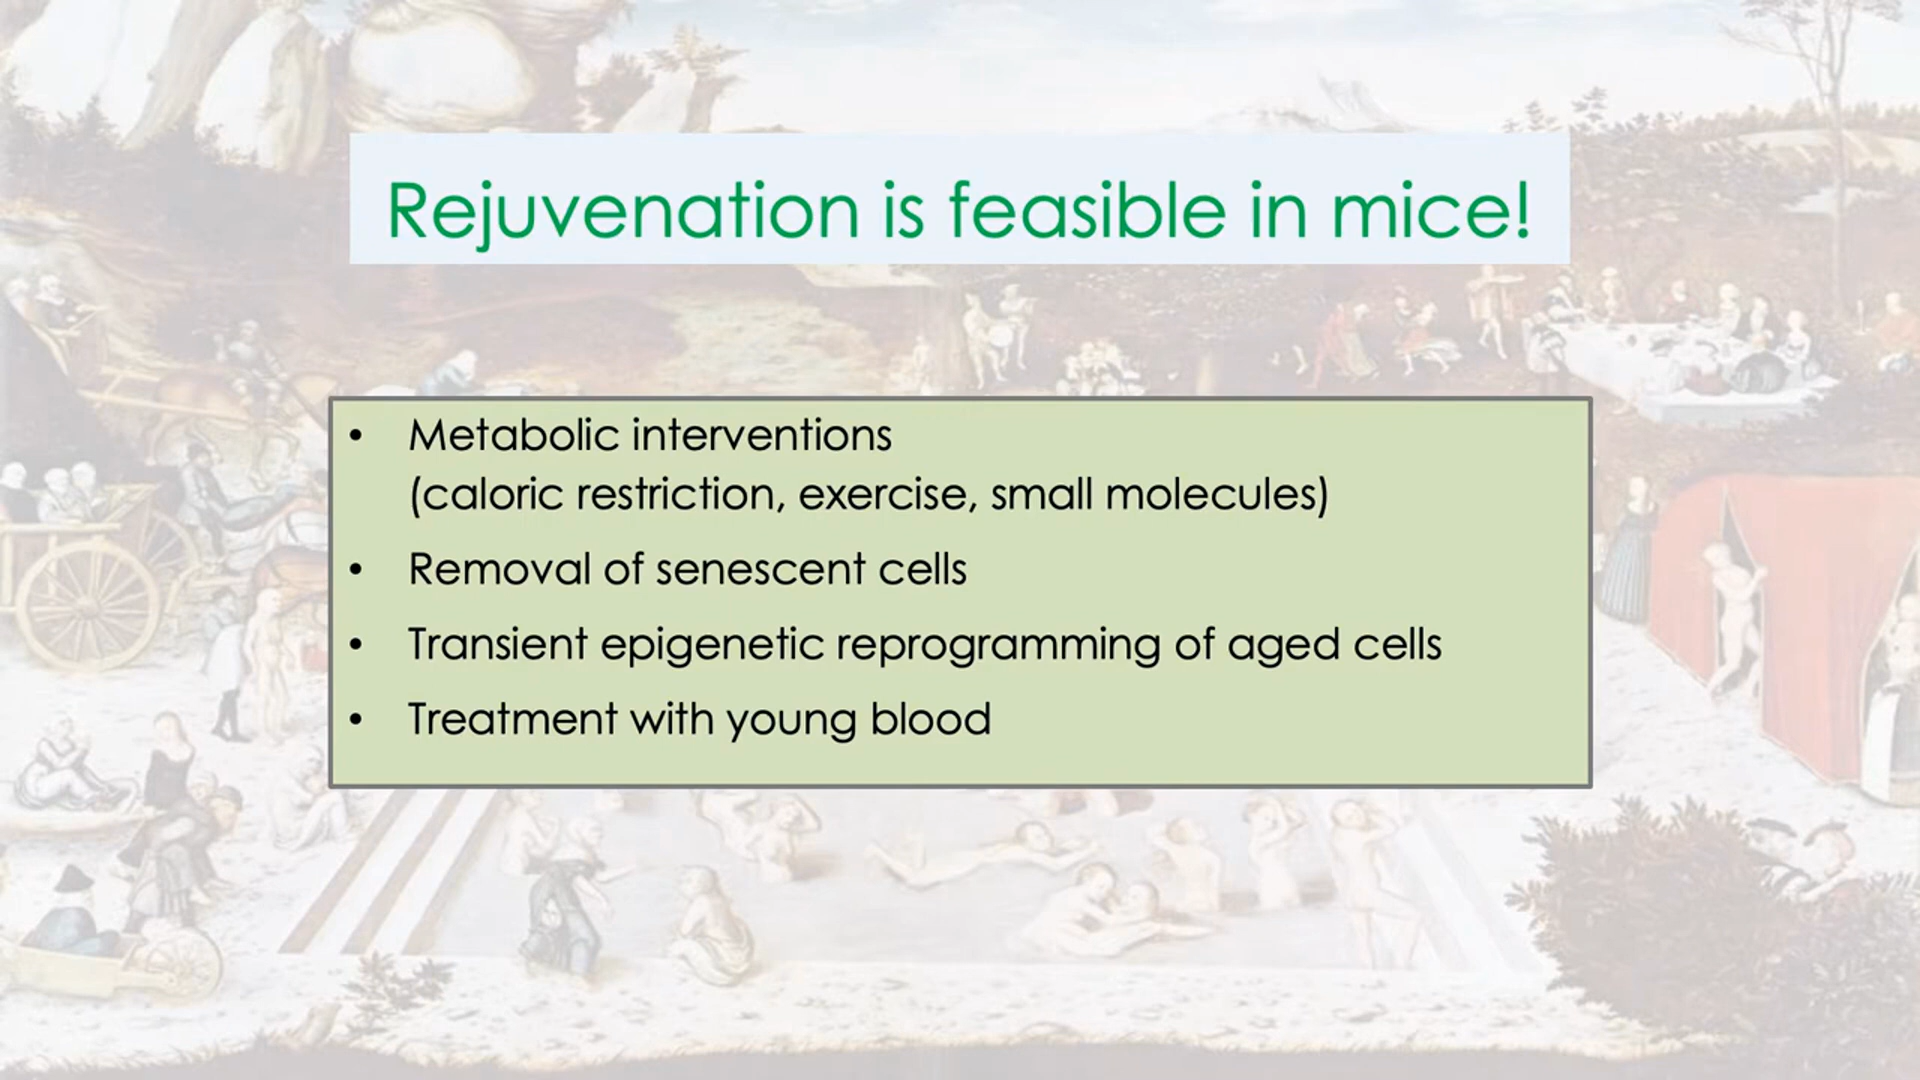 Rejuvenation is feasible in mice!
• Metabolic interventions
(caloric restriction, exercise, small molecules)
• Removal of senescent cells
• Transient epigenetic reprogramming of aged cells
• Treatment with young blood